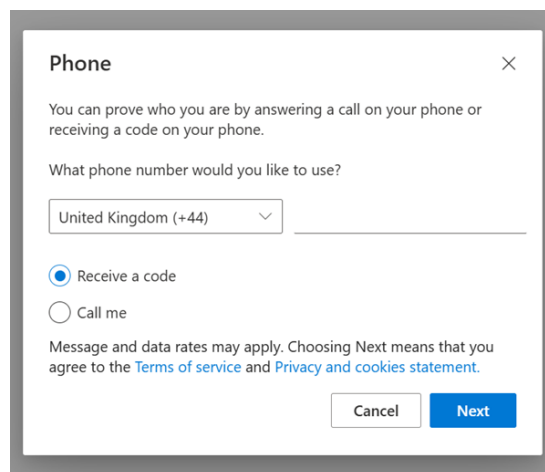 Phone
You can prove who you are by answering a call on your phone or
receiving a code on your phone.
What phone number would you like to use?
United Kingdom (+44)
Receive a code
Call me
Message and data rates may apply. Choosing Next means that you
agree to the Terms of service and Privacy and cookies statement.
Cancel Next